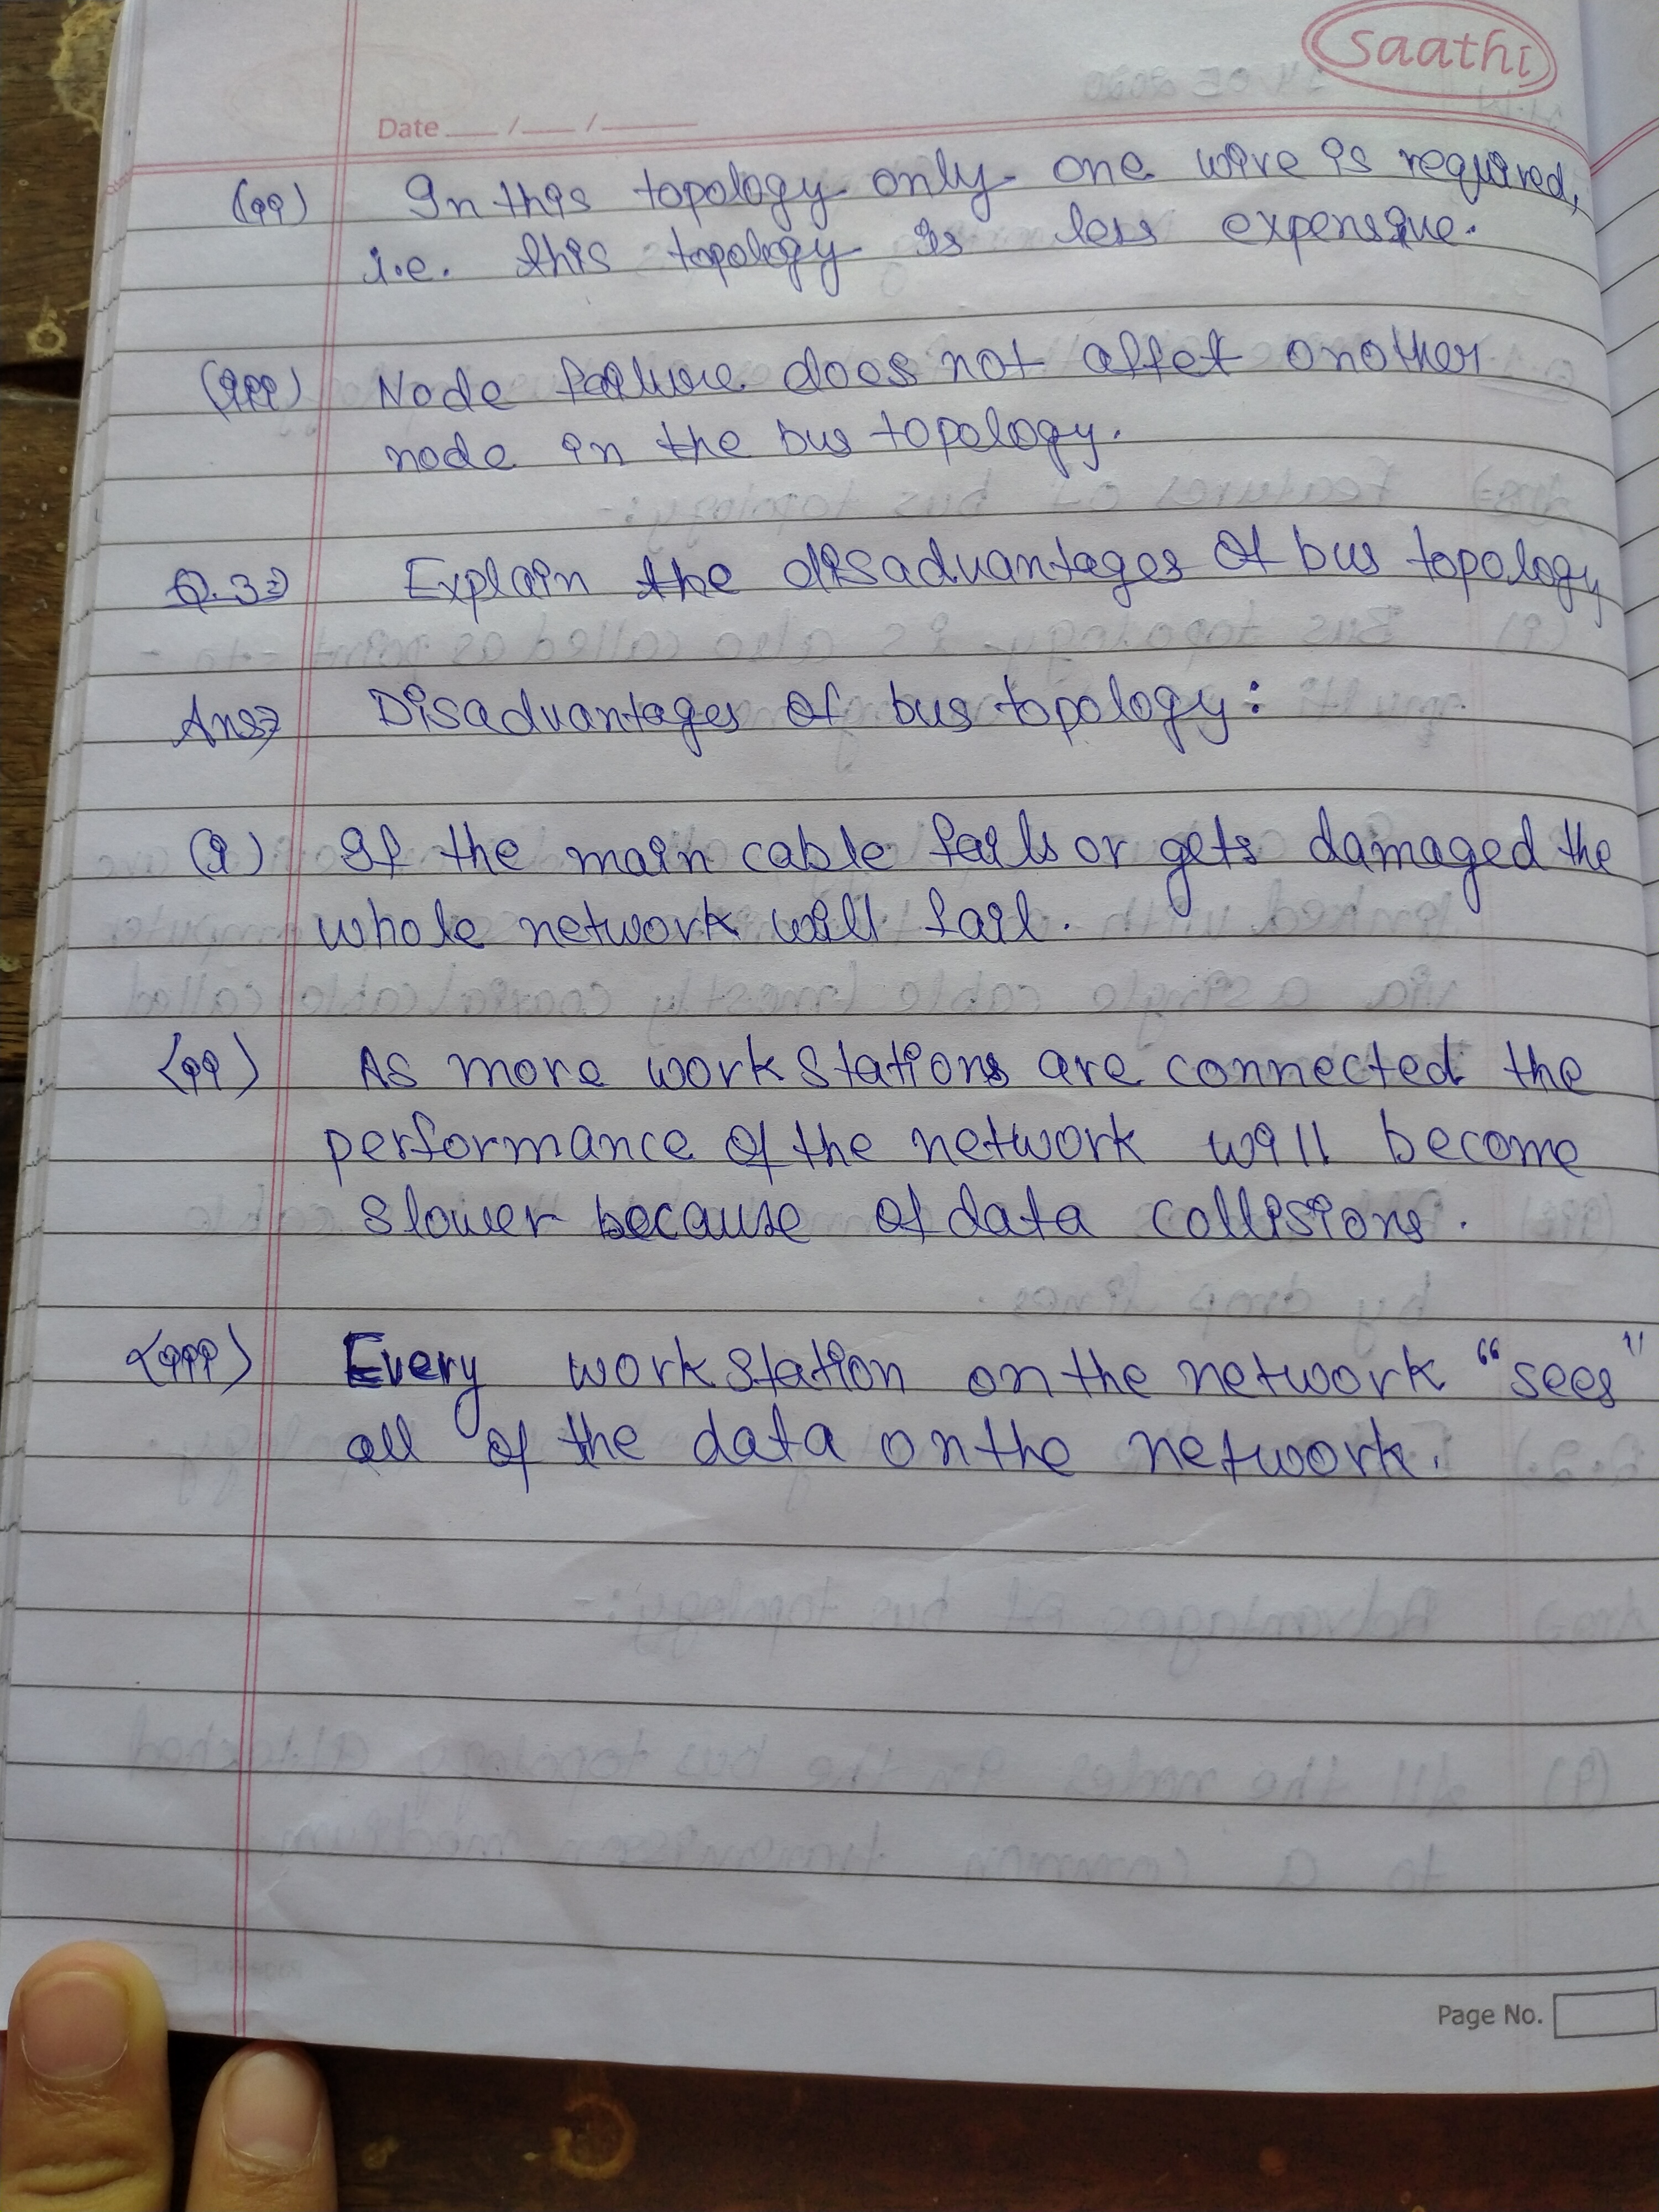 saathi
Date ___/___/______
(ii) In this topology only one wire is required,
i.e. this topology is less expensive.
(iii) Node failure does not affet another
node in the bus topology.
Q.3⇒ Explain the disadvantages of bus topology
Ans⇒ Disadvantages of bus topology:
(i) If the main cable fails or gets damaged the
whole network will fail.
(ii) As more workstations are connected the
performance of the network will become
slower because of data collisions.
(iii) Every workstation on the network "sees"
all of the data on the network.
Page No.